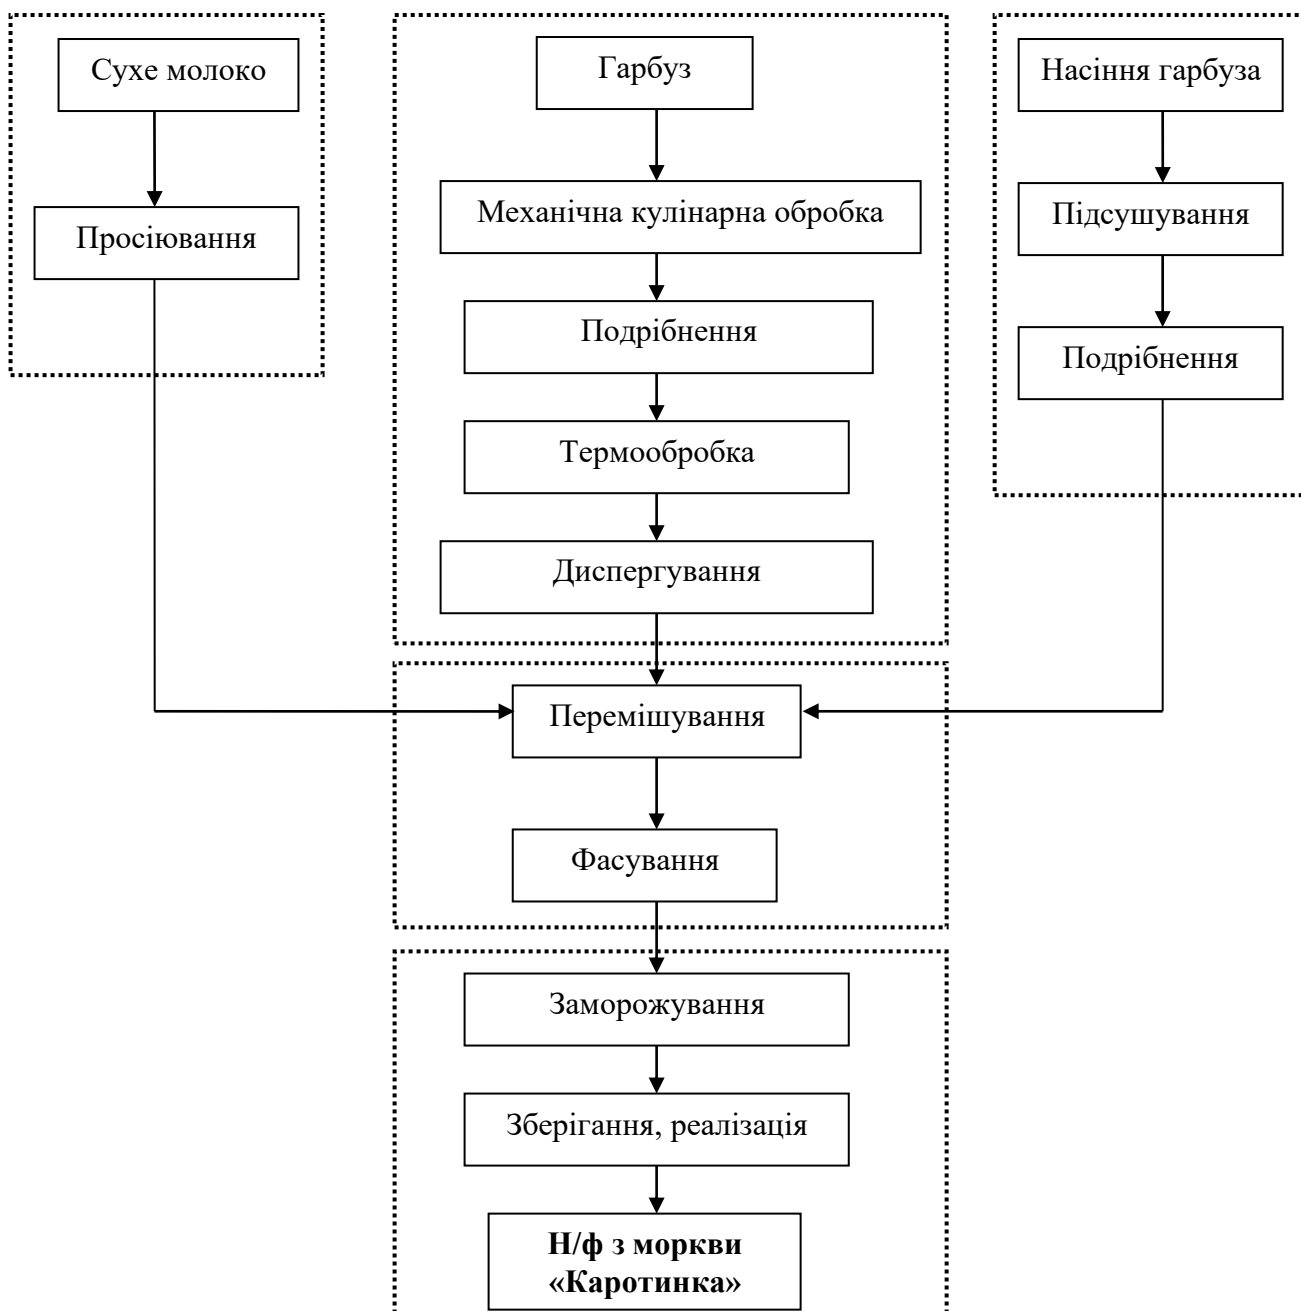 Сухе молоко
Гарбуз
Насіння гарбуза
Механічна кулінарна обробка
Підсушування
Просіювання
Подрібнення
Подрібнення
Термообробка
Диспергування
Перемішування
Фасування
Заморожування
Зберігання, реалізація
Н/ф з моркви
«Каротинка»